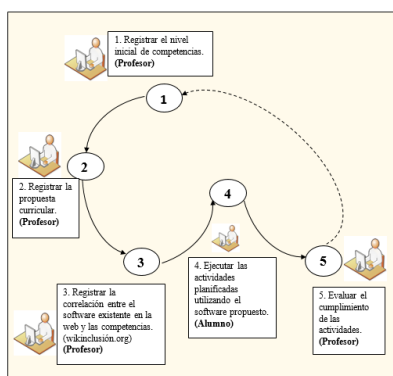 1. Registrar el nivel
inicial de competencias.
(Profesor)
1
2
2. Registrar la
propuesta
curricular.
(Profesor)
3
3. Registrar la
correlación entre el
software existente en la
web y las competencias.
(wikinclusión.org)
(Profesor)
4
4. Ejecutar las
actividades
planificadas
utilizando el
software propuesto.
(Alumno)
5
5. Evaluar el
cumplimiento
de las
actividades.
(Profesor)